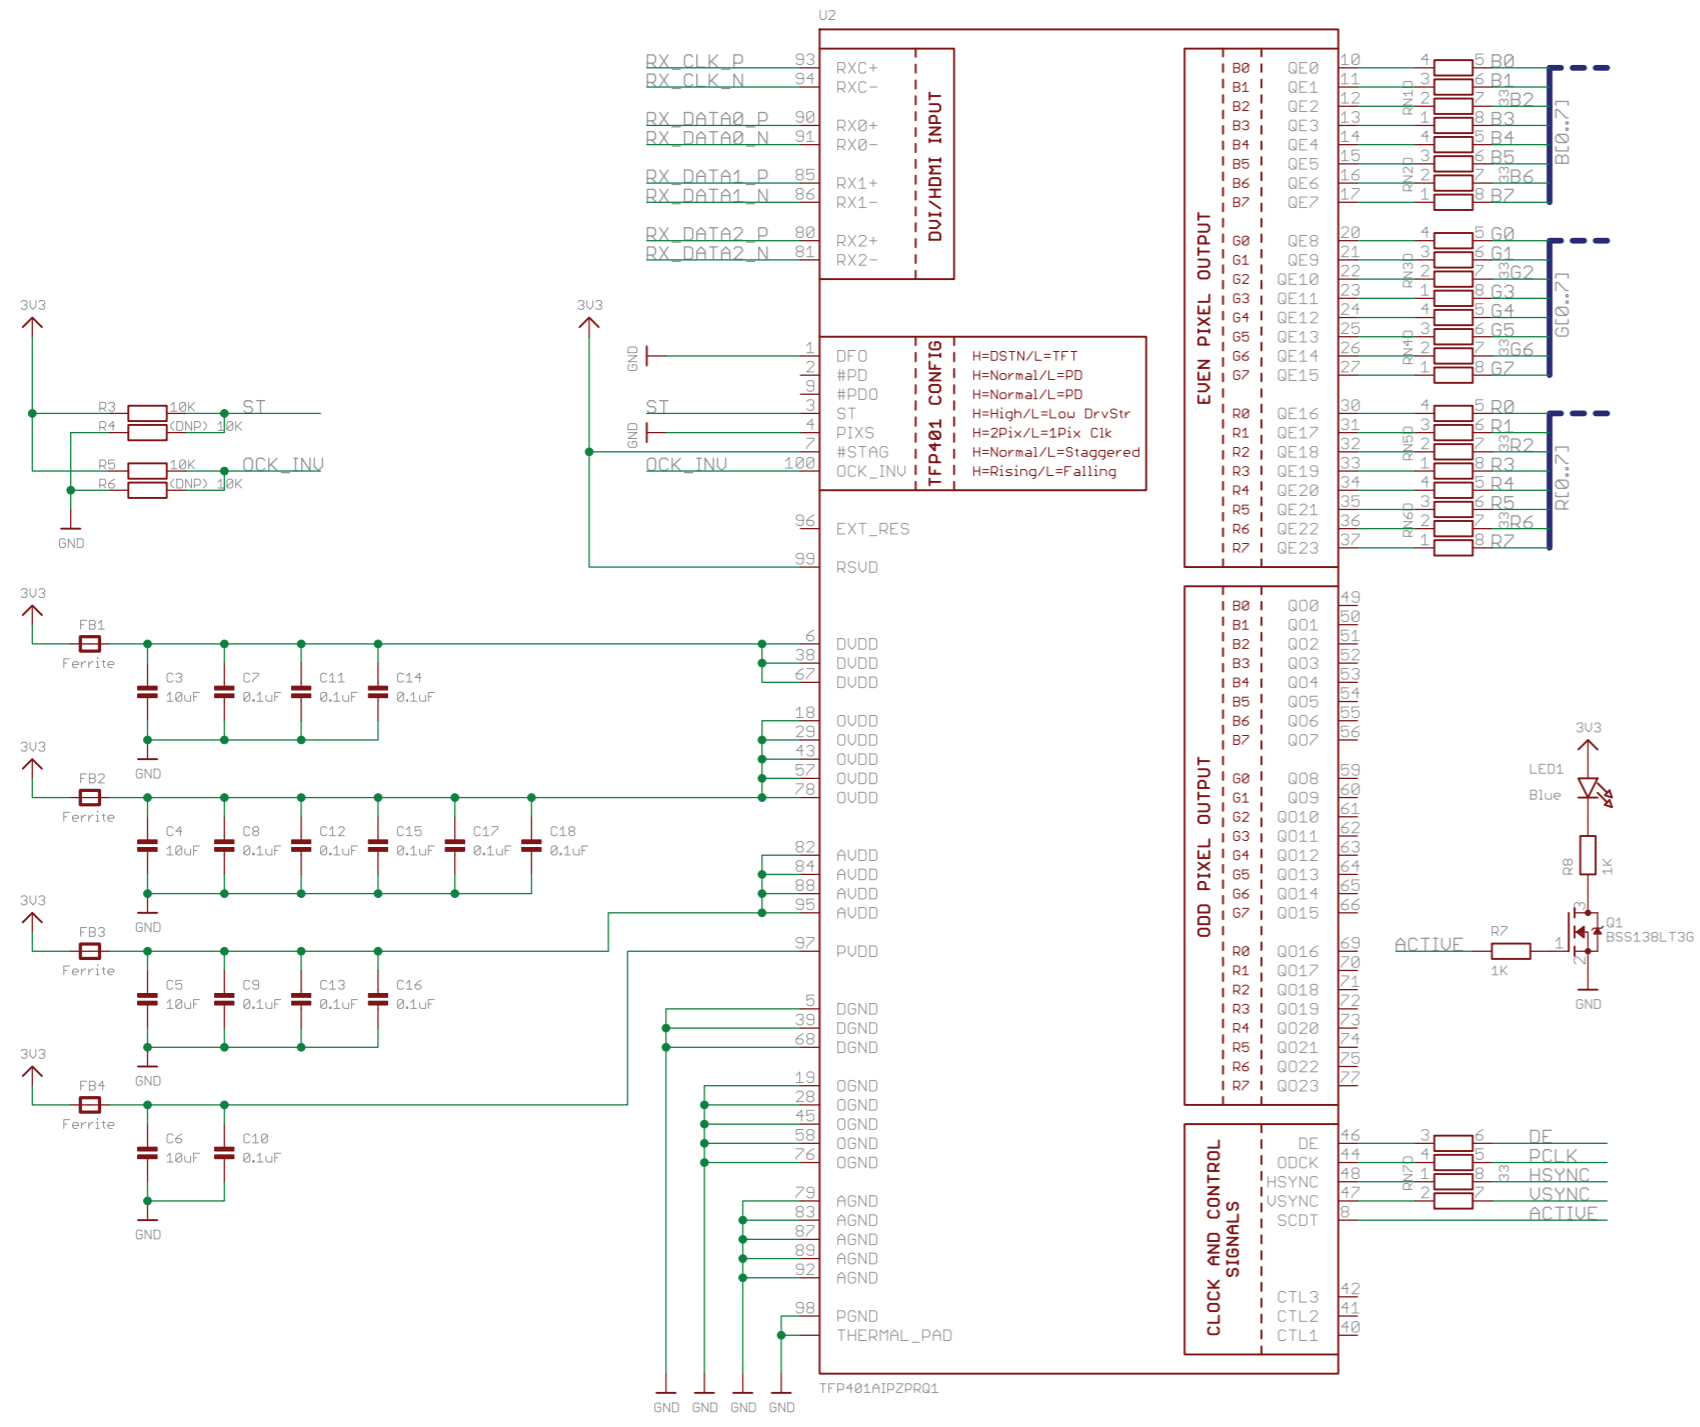 U2
RX_CLK_P 93 RXC+
RX_CLK_N 94 RXC-
RX_DATA0_P 90 RX0+
RX_DATA0_N 91 RX0-
RX_DATA1_P 85 RX1+
RX_DATA1_N 86 RX1-
RX_DATA2_P 80 RX2+
RX_DATA2_N 81 RX2-
DVI/HDMI INPUT
3V3
GND 1 DFO H=DSTN/L=TFT
2 #PD H=Normal/L=PD
9 #PDO H=Normal/L=PD
ST 3 ST H=High/L=Low DrvStr
GND 4 PIXS H=2Pix/L=1Pix Clk
7 #STAG H=Normal/L=Staggered
OCK_INV 100 OCK_INV H=Rising/L=Falling
TFP401 CONFIG
96 EXT_RES
99 RSVD
3V3
R3 10K ST
R4 (DNP) 10K
R5 10K OCK_INV
R6 (DNP) 10K
GND
3V3
FB1
Ferrite
C3 10uF
C7 0.1uF
C11 0.1uF
C14 0.1uF
GND
6 DVDD
38 DVDD
67 DVDD
18 OVDD
29 OVDD
43 OVDD
57 OVDD
78 OVDD
3V3
FB2
Ferrite
C4 10uF
C8 0.1uF
C12 0.1uF
C15 0.1uF
C17 0.1uF
C18 0.1uF
GND
82 AVDD
84 AVDD
88 AVDD
95 AVDD
97 PVDD
3V3
FB3
Ferrite
C5 10uF
C9 0.1uF
C13 0.1uF
C16 0.1uF
GND
3V3
FB4
Ferrite
C6 10uF
C10 0.1uF
GND
5 DGND
39 DGND
68 DGND
19 OGND
28 OGND
45 OGND
58 OGND
76 OGND
79 AGND
83 AGND
87 AGND
89 AGND
92 AGND
98 PGND
THERMAL_PAD
GND GND GND GND
TFP401AIPZPRQ1
EVEN PIXEL OUTPUT
B0 QE0 10 4 5 B0
B1 QE1 11 3 6 B1
B2 QE2 12 2 7 B2
B3 QE3 13 1 8 B3
RN1D 33
B4 QE4 14 4 5 B4
B5 QE5 15 3 6 B5
B6 QE6 16 2 7 B6
B7 QE7 17 1 8 B7
RN2D 33
B[0..7]
G0 QE8 20 4 5 G0
G1 QE9 21 3 6 G1
G2 QE10 22 2 7 G2
G3 QE11 23 1 8 G3
RN3D 33
G4 QE12 24 4 5 G4
G5 QE13 25 3 6 G5
G6 QE14 26 2 7 G6
G7 QE15 27 1 8 G7
RN4D 33
G[0..7]
R0 QE16 30 4 5 R0
R1 QE17 31 3 6 R1
R2 QE18 32 2 7 R2
R3 QE19 33 1 8 R3
RN5D 33
R4 QE20 34 4 5 R4
R5 QE21 35 3 6 R5
R6 QE22 36 2 7 R6
R7 QE23 37 1 8 R7
RN6D 33
R[0..7]
ODD PIXEL OUTPUT
B0 QO0 49
B1 QO1 50
B2 QO2 51
B3 QO3 52
B4 QO4 53
B5 QO5 54
B6 QO6 55
B7 QO7 56
G0 QO8 59
G1 QO9 60
G2 QO10 61
G3 QO11 62
G4 QO12 63
G5 QO13 64
G6 QO14 65
G7 QO15 66
R0 QO16 69
R1 QO17 70
R2 QO18 71
R3 QO19 72
R4 QO20 73
R5 QO21 74
R6 QO22 75
R7 QO23 77
CLOCK AND CONTROL
SIGNALS
DE 46 3 6 DE
ODCK 44 4 5 PCLK
HSYNC 48 1 8 HSYNC
VSYNC 47 2 7 VSYNC
RN7D 33
SCDT 8 ACTIVE
CTL3 42
CTL2 41
CTL1 40
3V3
LED1
Blue
R8 1K
3
Q1
BSS138LT3G
ACTIVE R7 1K 1
2
GND